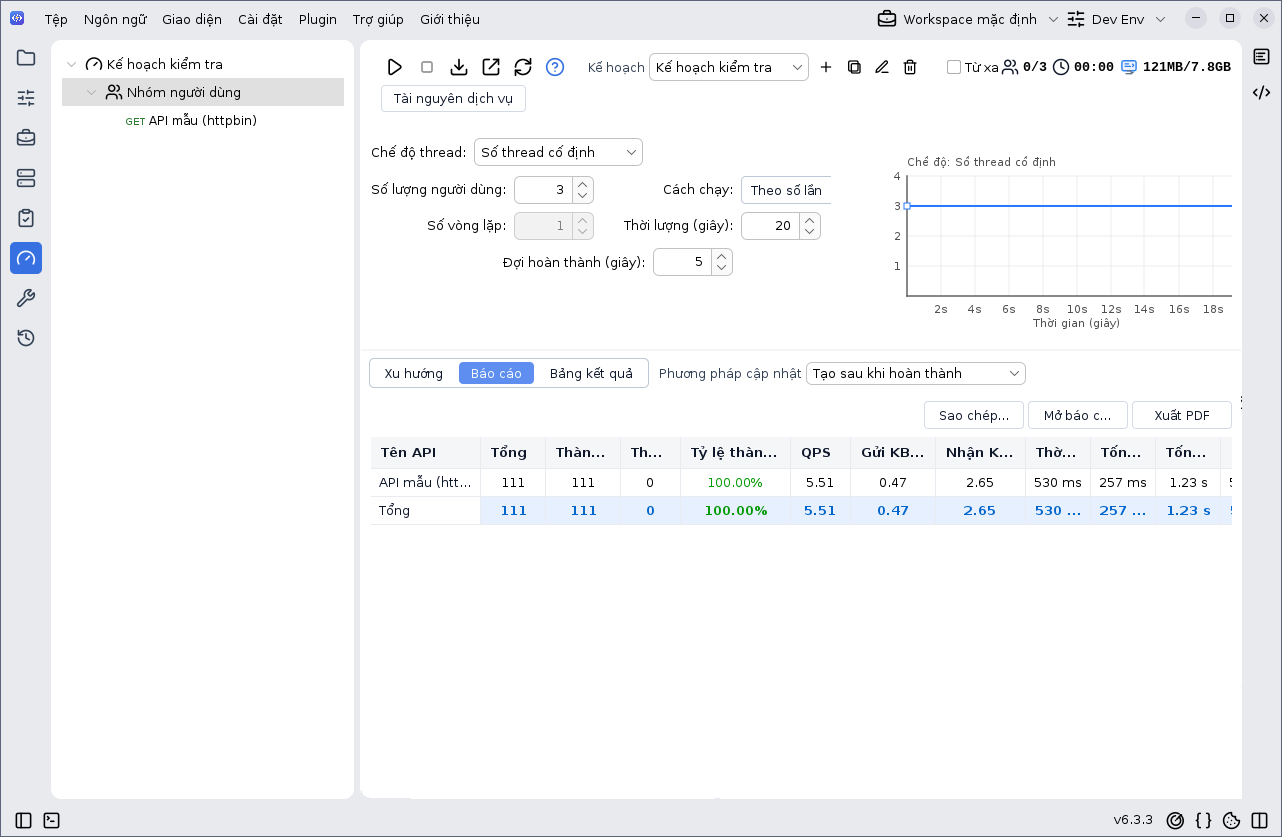 Tệp Ngôn ngữ Giao diện Cài đặt Plugin Trợ giúp Giới thiệu Workspace mặc định Dev Env
Kế hoạch kiểm tra
Nhóm người dùng
GET API mẫu (httpbin)
Kế hoạch Kế hoạch kiểm tra Từ xa 0/3 00:00 121MB/7.8GB
Tài nguyên dịch vụ
Chế độ thread: Số thread cố định
Số lượng người dùng: 3 Cách chạy: Theo số lần
Số vòng lặp: 1 Thời lượng (giây): 20
Đợi hoàn thành (giây): 5
Chế độ: Số thread cố định
4
3
2
1
2s 4s 6s 8s 10s 12s 14s 16s 18s
Thời gian (giây)
Xu hướng Báo cáo Bảng kết quả Phương pháp cập nhật Tạo sau khi hoàn thành
Sao chép... Mở báo c... Xuất PDF
Tên API Tổng Thàn... Th... Tỷ lệ thàn... QPS Gửi KB... Nhận K... Thờ... Tốn... Tốn...
API mẫu (htt... 111 111 0 100.00% 5.51 0.47 2.65 530 ms 257 ms 1.23 s
Tổng 111 111 0 100.00% 5.51 0.47 2.65 530 ... 257 ... 1.23 s
v6.3.3